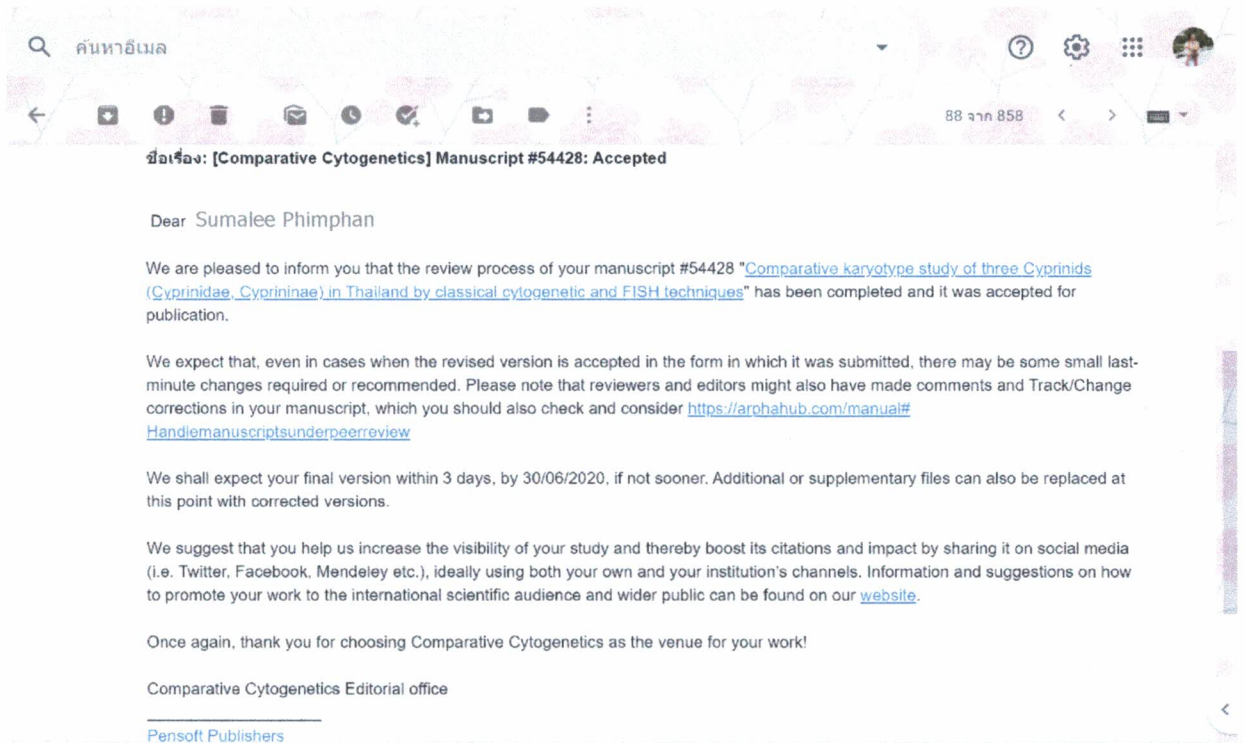 ค้นหาอีเมล
88 จาก 858
ชื่อเรื่อง: [Comparative Cytogenetics] Manuscript #54428: Accepted
Dear Sumalee Phimphan
We are pleased to inform you that the review process of your manuscript #54428 "Comparative karyotype study of three Cyprinids
(Cyprinidae, Cyprininae) in Thailand by classical cytogenetic and FISH techniques" has been completed and it was accepted for
publication.
We expect that, even in cases when the revised version is accepted in the form in which it was submitted, there may be some small last-
minute changes required or recommended. Please note that reviewers and editors might also have made comments and Track/Change
corrections in your manuscript, which you should also check and consider https://arphahub.com/manual#
Handlemanuscriptsunderpeerreview
We shall expect your final version within 3 days, by 30/06/2020, if not sooner. Additional or supplementary files can also be replaced at
this point with corrected versions.
We suggest that you help us increase the visibility of your study and thereby boost its citations and impact by sharing it on social media
(i.e. Twitter, Facebook, Mendeley etc.), ideally using both your own and your institution's channels. Information and suggestions on how
to promote your work to the international scientific audience and wider public can be found on our website.
Once again, thank you for choosing Comparative Cytogenetics as the venue for your work!
Comparative Cytogenetics Editorial office
Pensoft Publishers